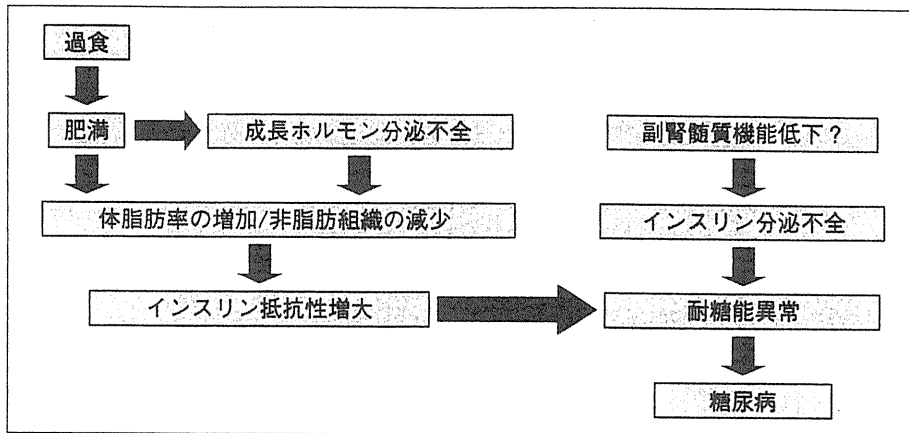 過食
肥満
成長ホルモン分泌不全
副腎髄質機能低下？
体脂肪率の増加/非脂肪組織の減少
インスリン分泌不全
インスリン抵抗性増大
耐糖能異常
糖尿病